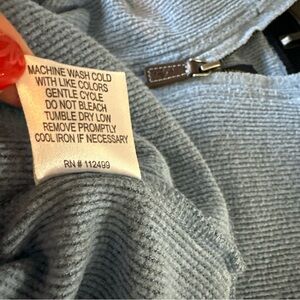 MACHINE WASH COLD
WITH LIKE COLORS
GENTLE CYCLE
DO NOT BLEACH
TUMBLE DRY LOW
REMOVE PROMPTLY
COOL IRON IF NECESSARY
RN # 112499